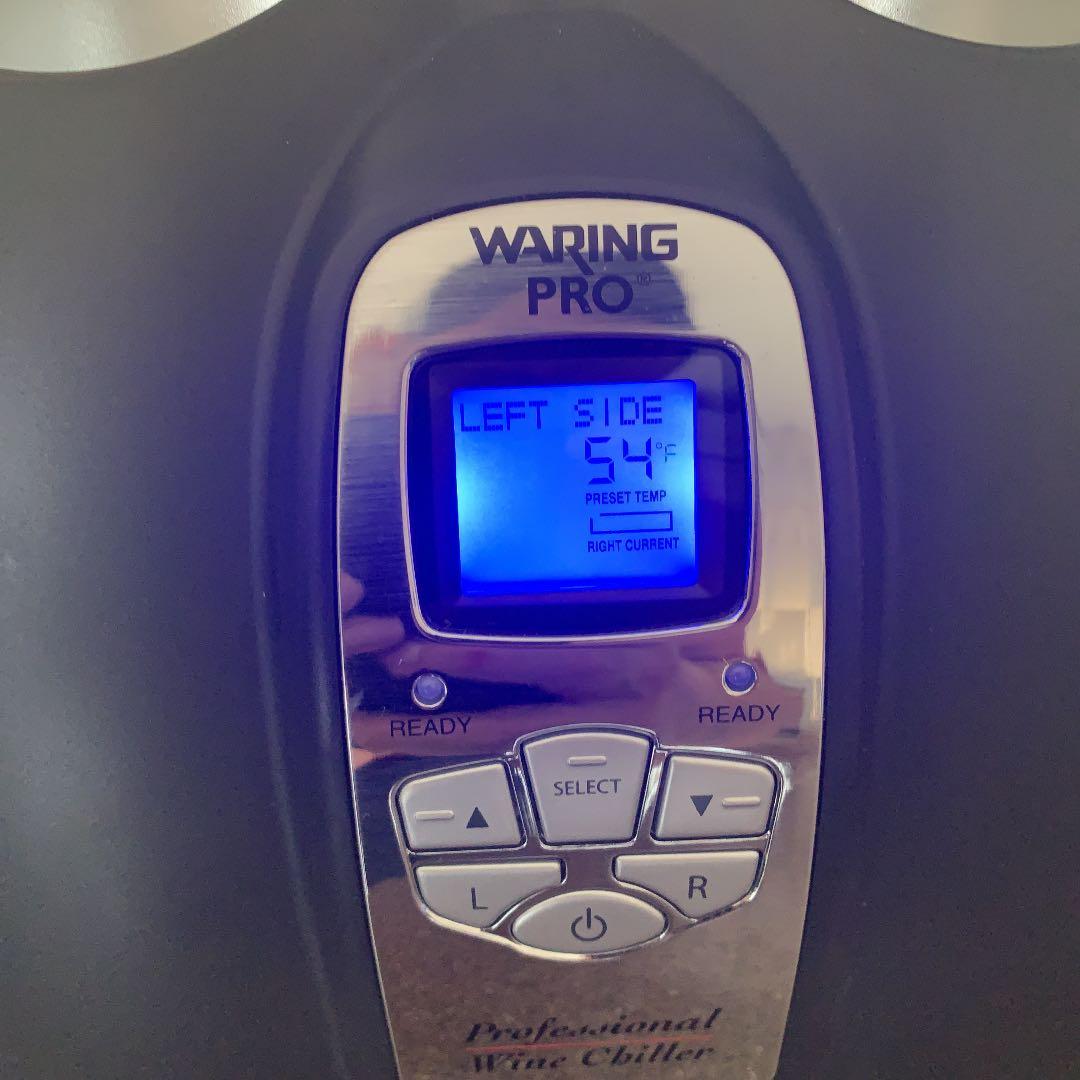 WARING
PRO®
LEFT SIDE
54°F
PRESET TEMP
RIGHT CURRENT
READY
READY
SELECT
L
R
Professional
Wine Chiller